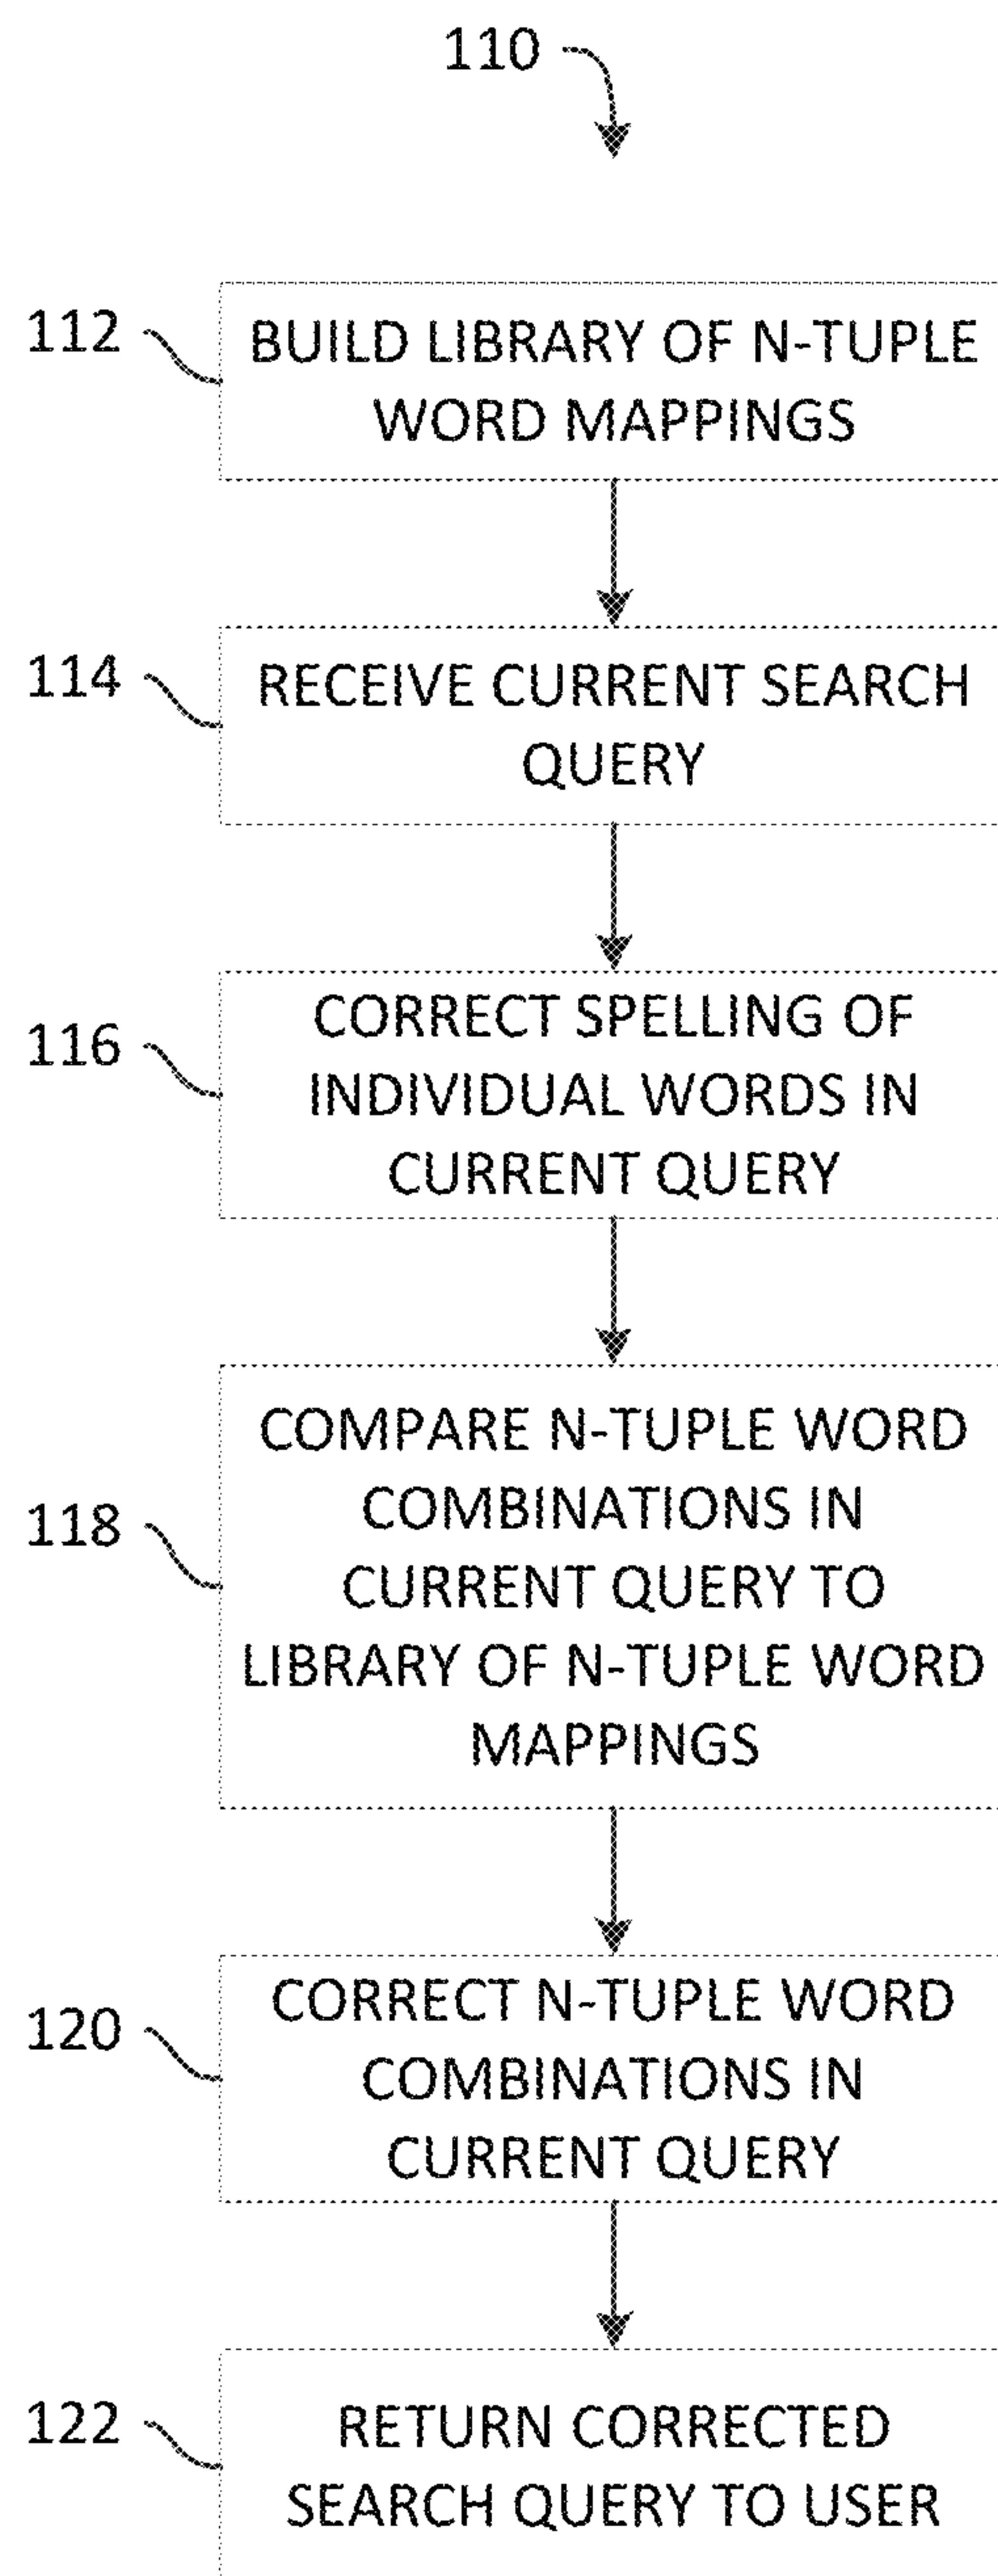 110
112
BUILD LIBRARY OF N-TUPLE
WORD MAPPINGS
114
RECEIVE CURRENT SEARCH
QUERY
116
CORRECT SPELLING OF
INDIVIDUAL WORDS IN
CURRENT QUERY
118
COMPARE N-TUPLE WORD
COMBINATIONS IN
CURRENT QUERY TO
LIBRARY OF N-TUPLE WORD
MAPPINGS
120
CORRECT N-TUPLE WORD
COMBINATIONS IN
CURRENT QUERY
122
RETURN CORRECTED
SEARCH QUERY TO USER